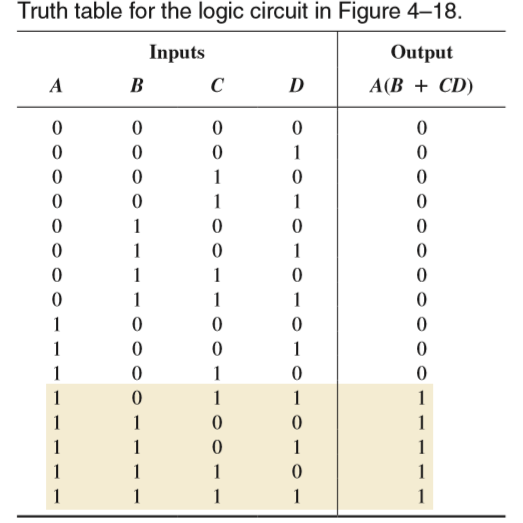 Truth table for the logic circuit in Figure 4–18.
Inputs Output
A B C D A(B + CD)
0 0 0 0 0
0 0 0 1 0
0 0 1 0 0
0 0 1 1 0
0 1 0 0 0
0 1 0 1 0
0 1 1 0 0
0 1 1 1 0
1 0 0 0 0
1 0 0 1 0
1 0 1 0 0
1 0 1 1 1
1 1 0 0 1
1 1 0 1 1
1 1 1 0 1
1 1 1 1 1